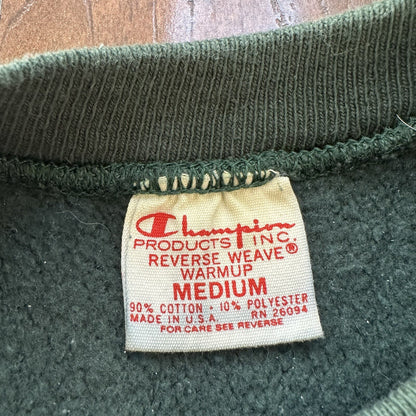 Champion
PRODUCTS INC.
REVERSE WEAVE®
WARMUP
MEDIUM
90% COTTON • 10% POLYESTER
MADE IN U.S.A. RN 26094
FOR CARE SEE REVERSE